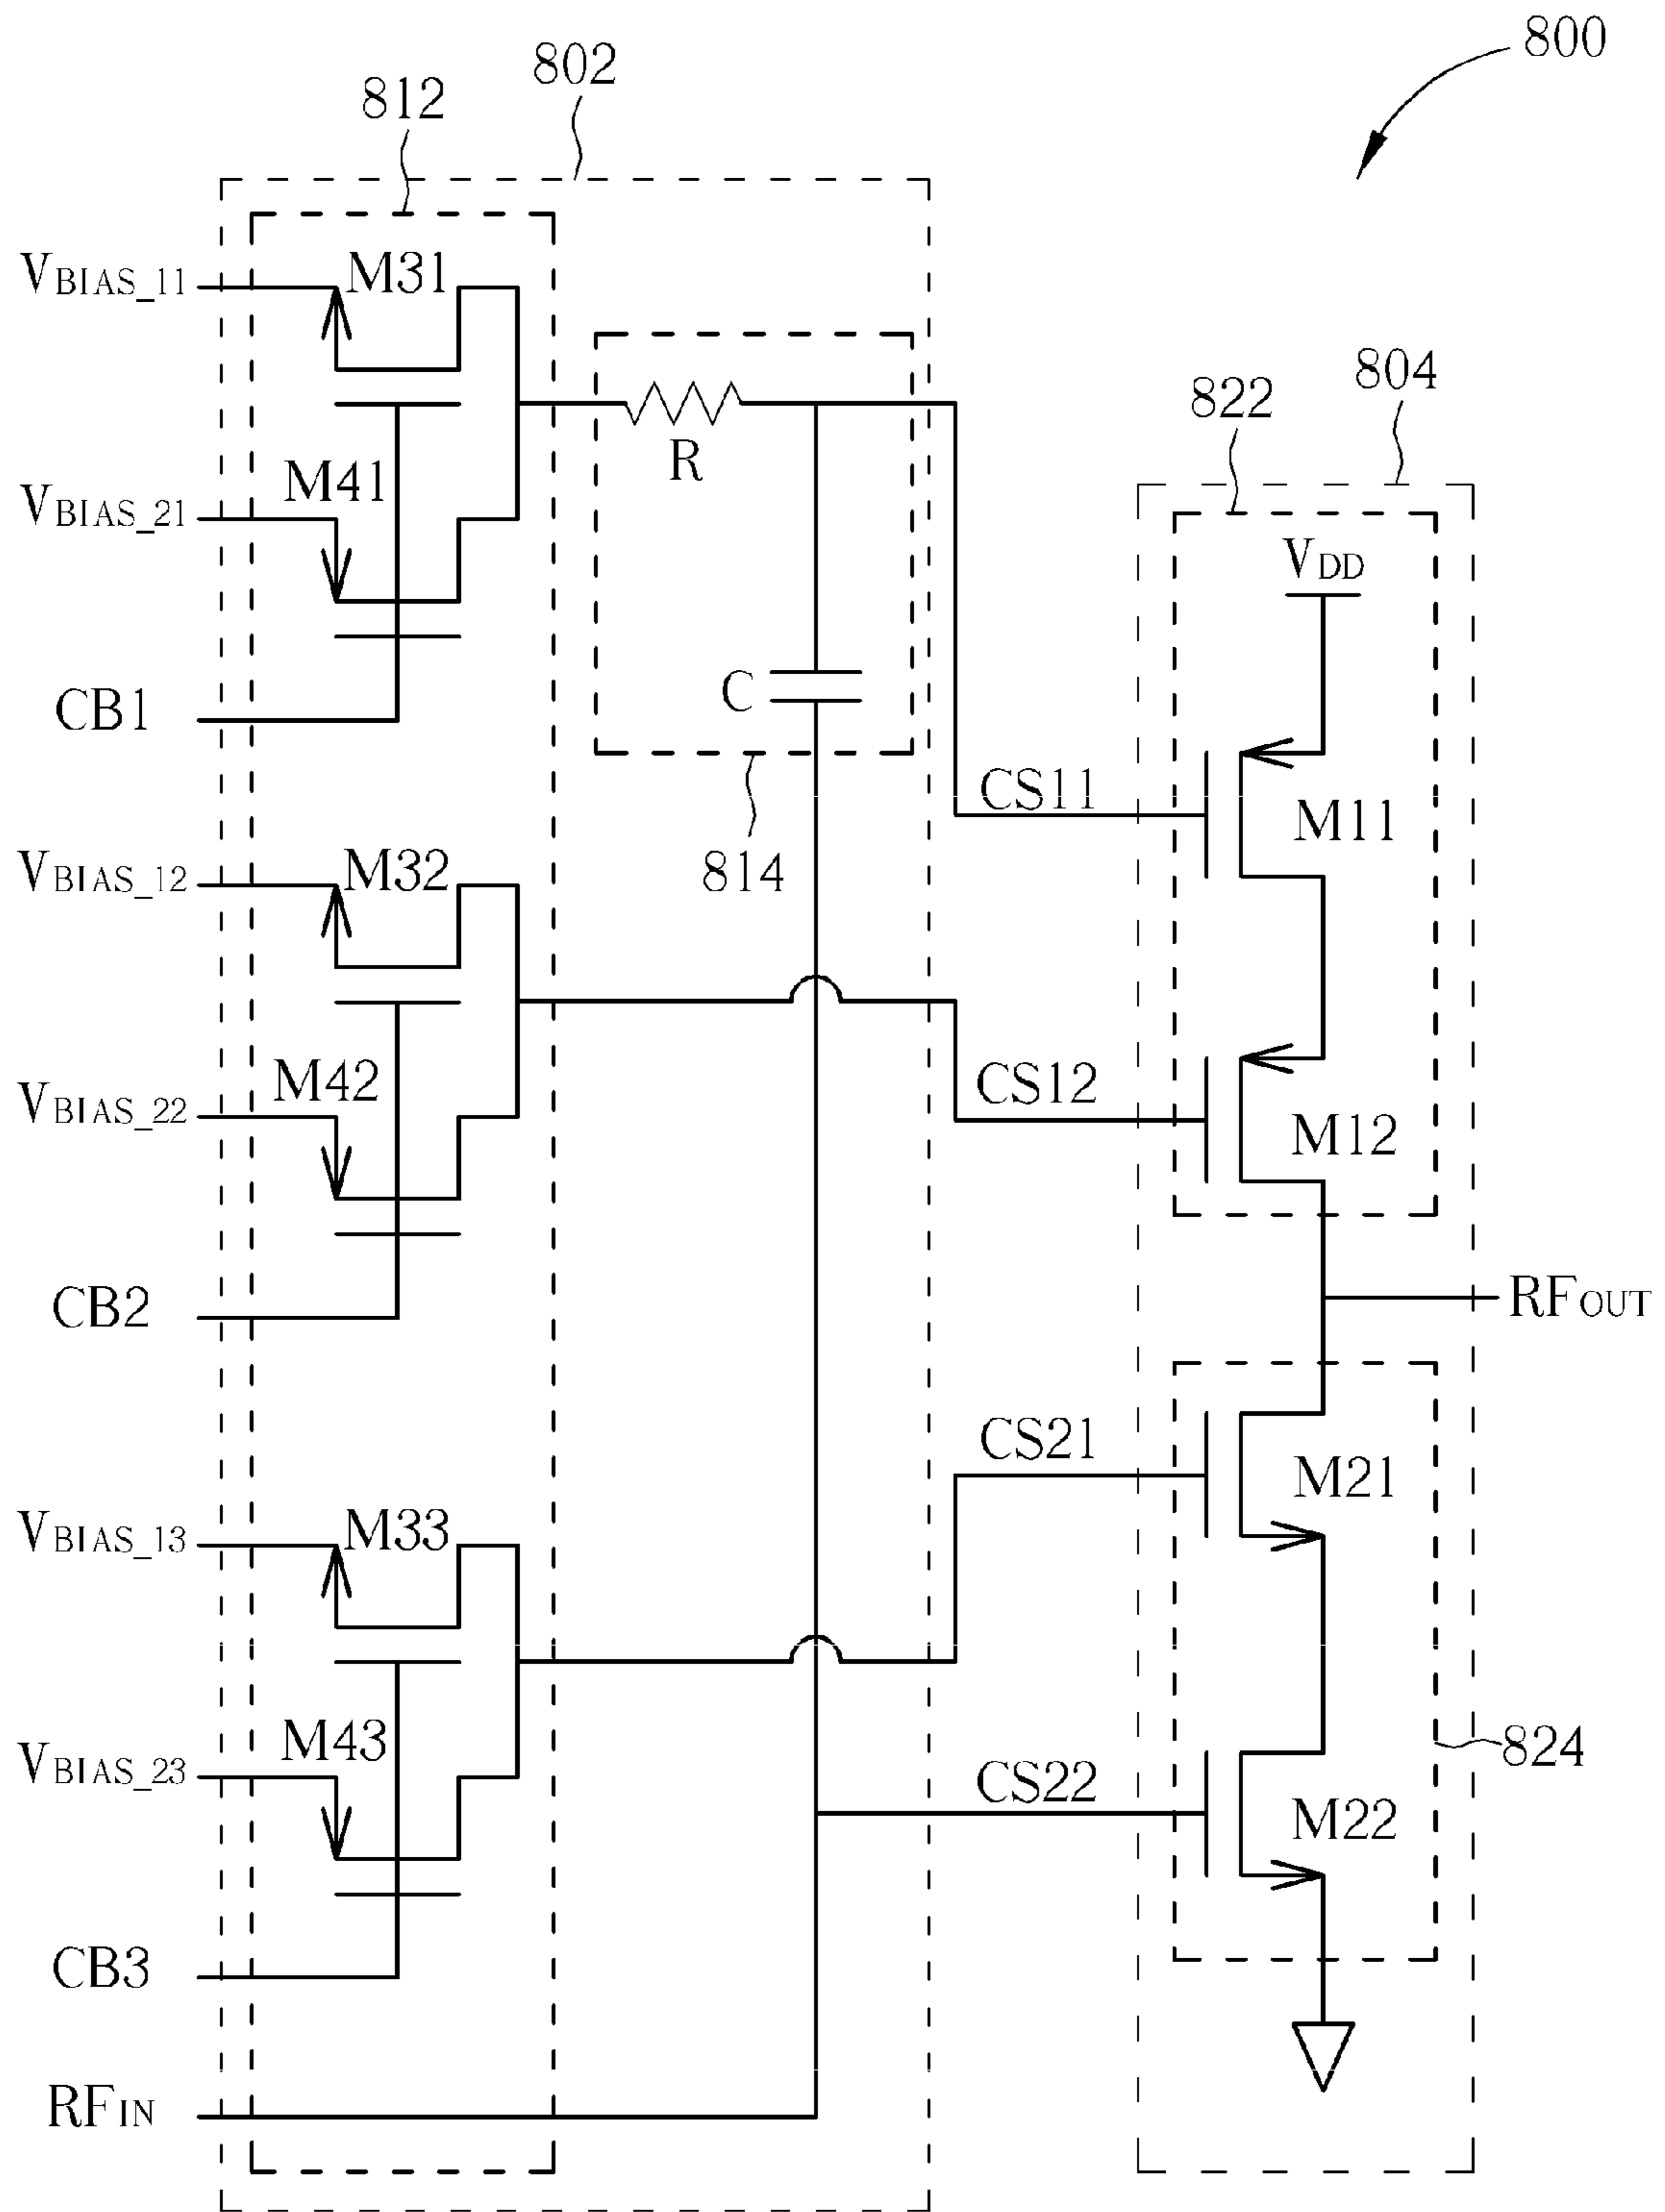 800
802
812
VBIAS_11
M31
804
822
R
M41
VBIAS_21
VDD
C
CB1
CS11
M11
814
VBIAS_12
M32
M42
CS12
VBIAS_22
M12
CB2
RFOUT
CS21
M21
VBIAS_13
M33
M43
824
VBIAS_23
CS22
M22
CB3
RFIN